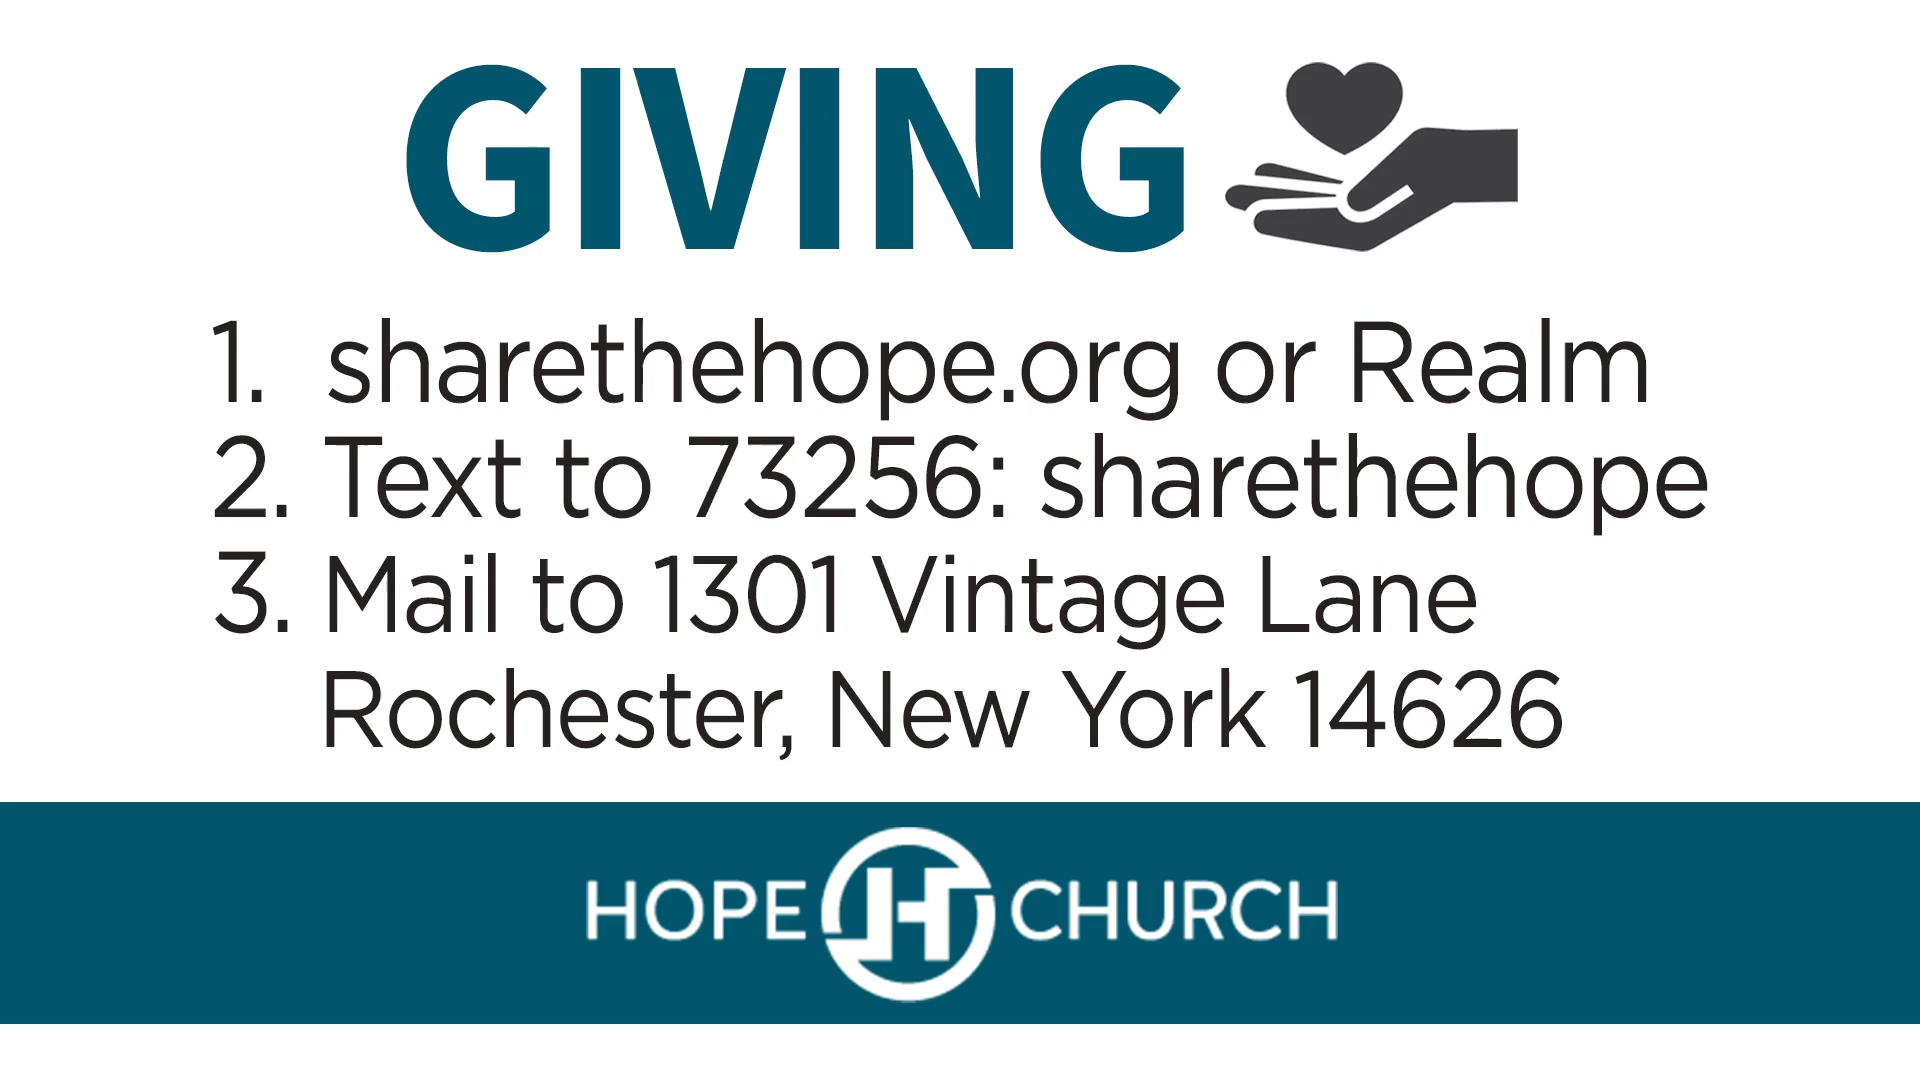 GIVING
1. sharethehope.org or Realm
2. Text to 73256: sharethehope
3. Mail to 1301 Vintage Lane
Rochester, New York 14626
HOPE H CHURCH